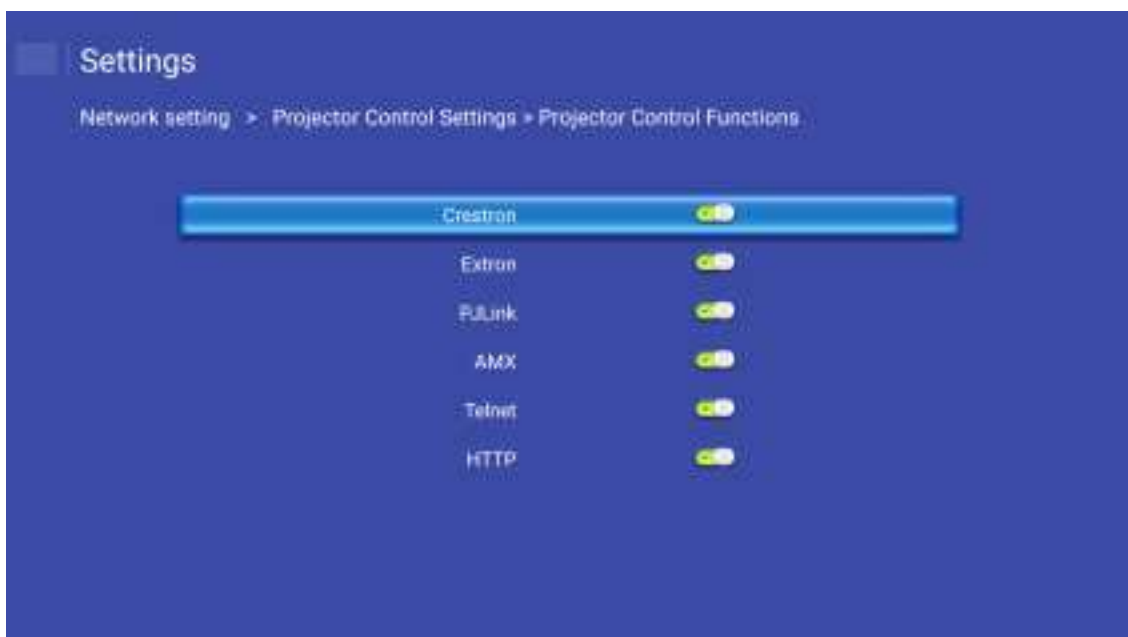 Settings
Network setting > Projector Control Settings > Projector Control Functions
Crestron
Extron
PJLink
AMX
Telnet
HTTP